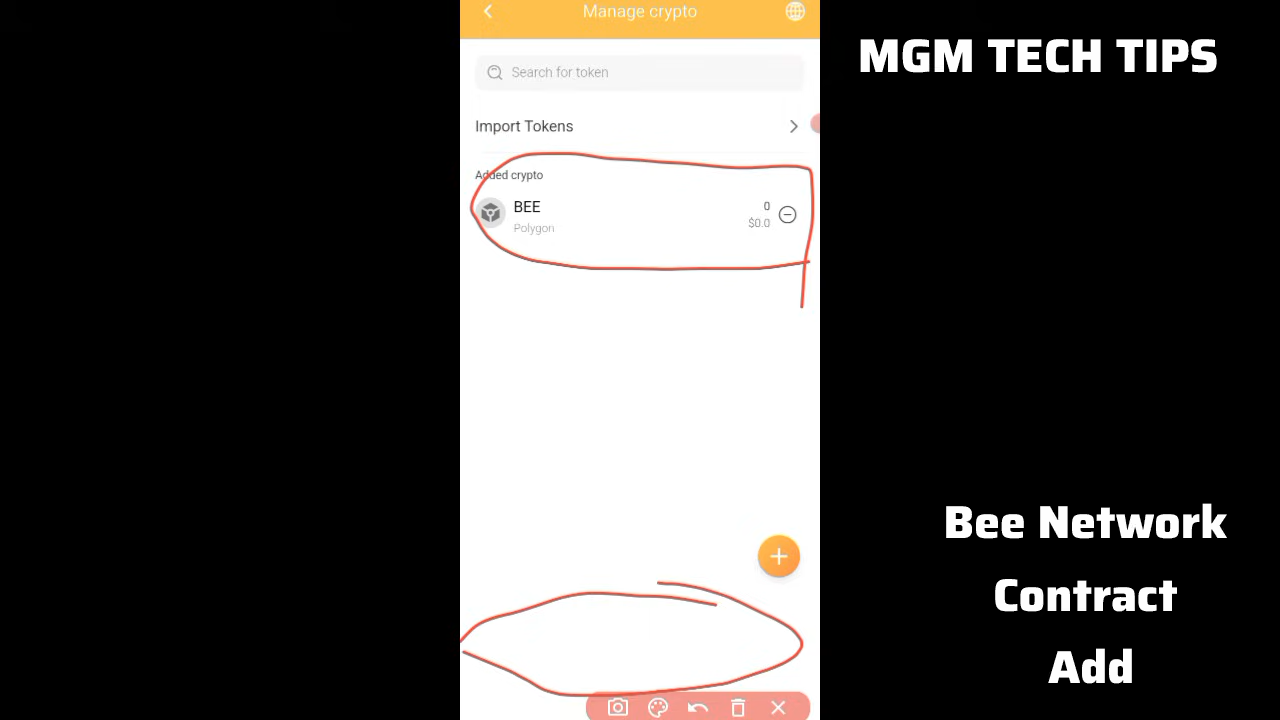 Manage crypto
MGM TECH TIPS
Search for token
Import Tokens
Added crypto
BEE
0
Polygon
$0.0
Bee Network
Contract
Add